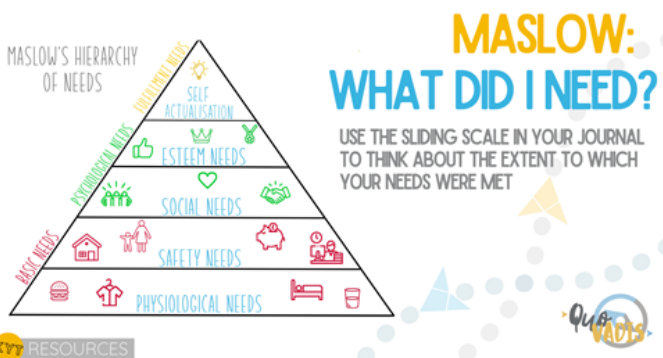 MASLOW'S HIERARCHY
OF NEEDS
MASLOW:
WHAT DID I NEED?
USE THE SLIDING SCALE IN YOUR JOURNAL
TO THINK ABOUT THE EXTENT TO WHICH
YOUR NEEDS WERE MET
FULFILLMENT NEEDS
SELF
ACTUALISATION
PSYCHOLOGICAL NEEDS
ESTEEM NEEDS
SOCIAL NEEDS
BASIC NEEDS
SAFETY NEEDS
PHYSIOLOGICAL NEEDS
QUO
VADIS
RESOURCES